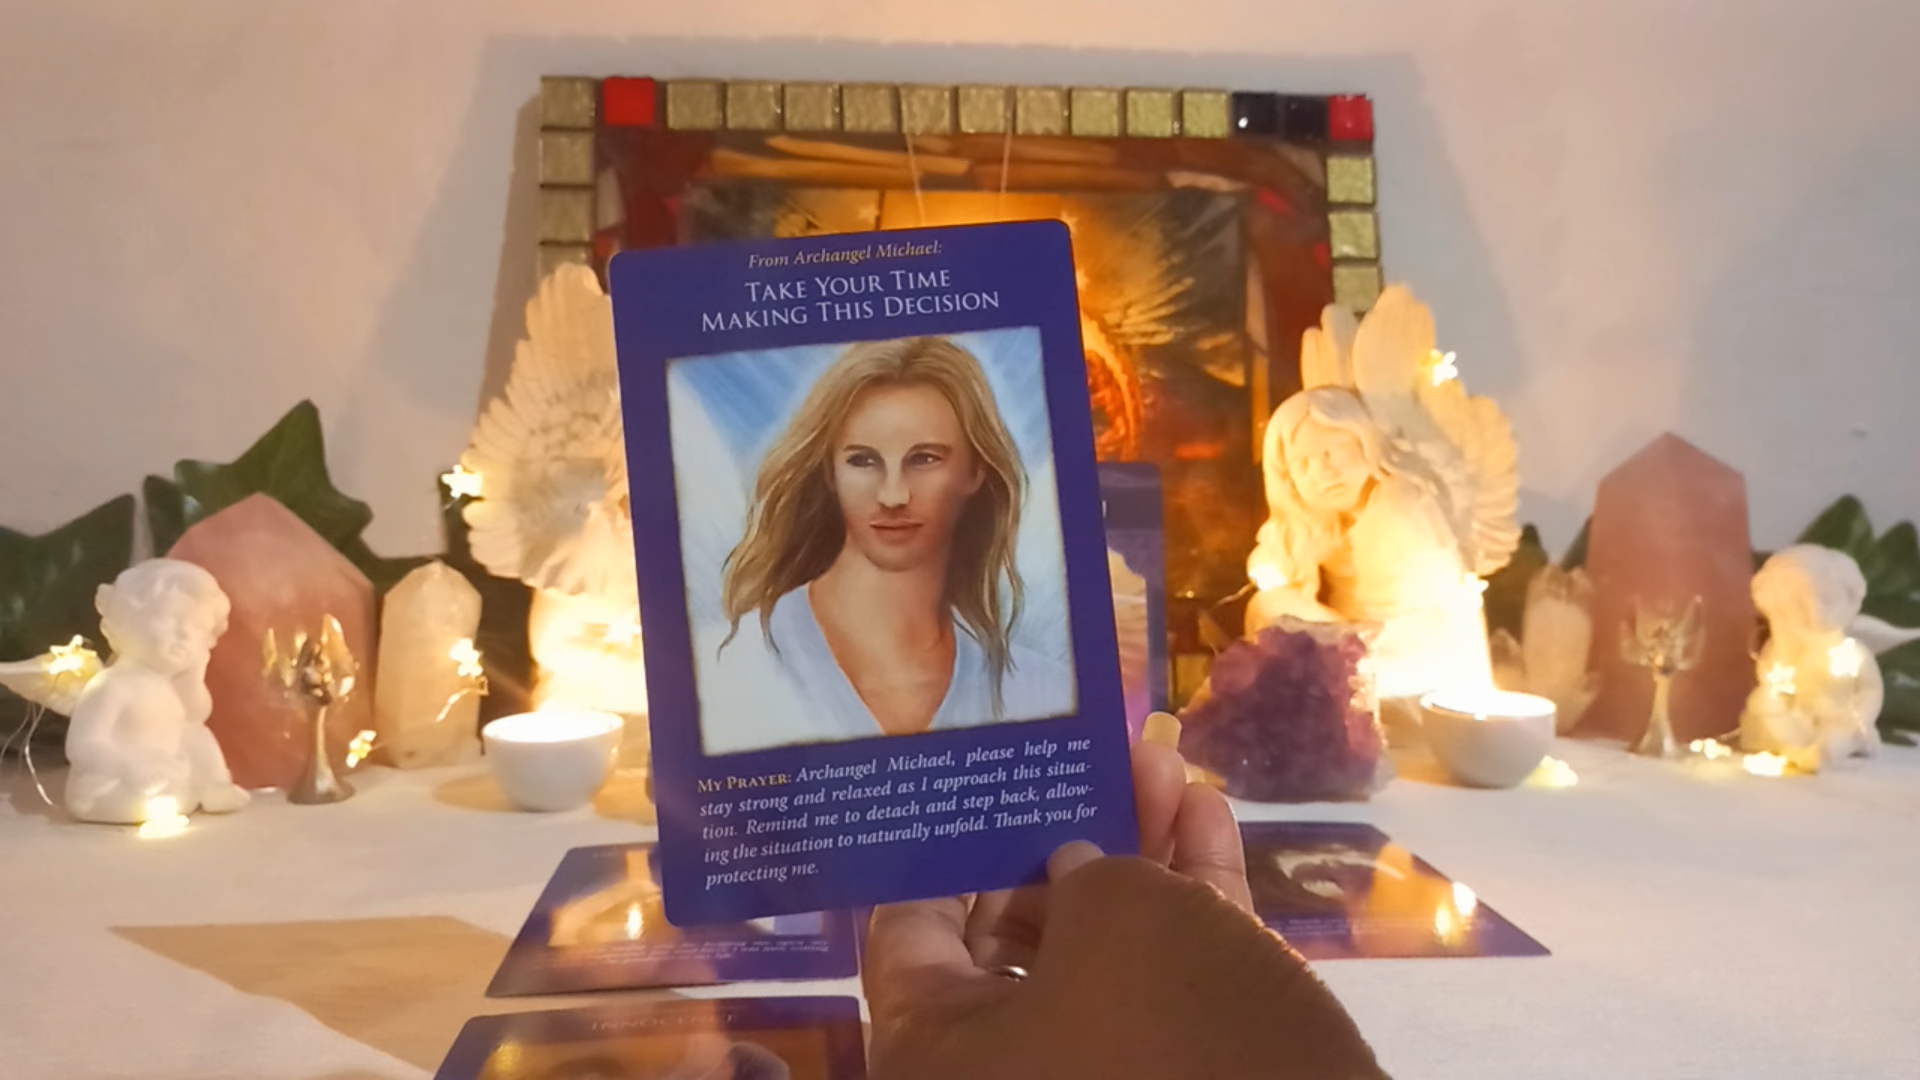 From Archangel Michael:
TAKE YOUR TIME
MAKING THIS DECISION
MY PRAYER: Archangel Michael, please help me
stay strong and relaxed as I approach this situa-
tion. Remind me to detach and step back, allow-
ing the situation to naturally unfold. Thank you for
protecting me.
INNOCENCE